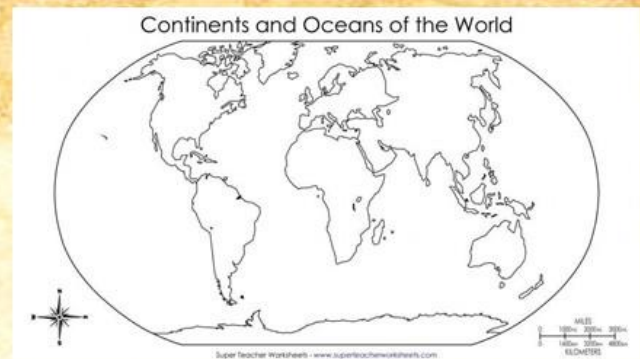 Continents and Oceans of the World
MILES
KILOMETERS
Super Teacher Worksheets - www.superteacherworksheets.com